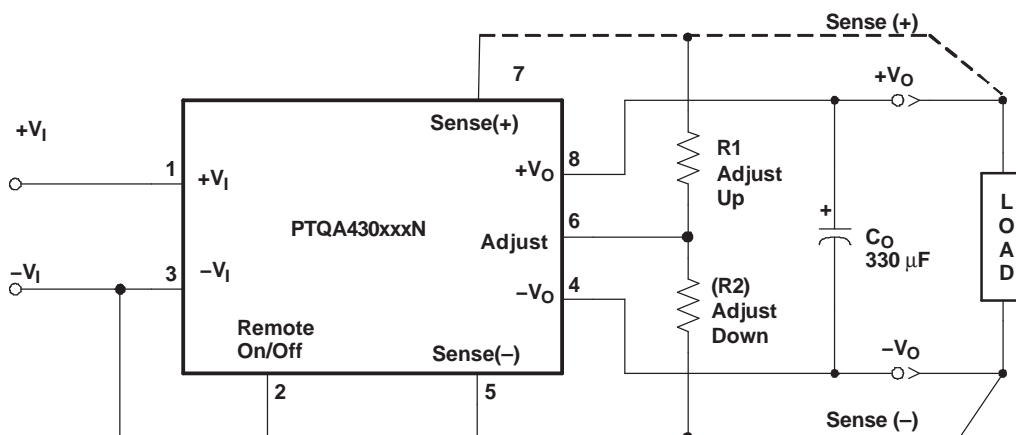 Sense (+)
7
+VO
+VI
Sense(+)
R1
Adjust
Up
1
+VI
+VO
8
PTQA430xxxN
Adjust
6
+
CO
330 µF
LOAD
–VI
3
–VI
–VO
4
(R2)
Adjust
Down
Remote
On/Off
Sense(–)
–VO
2
5
Sense (–)